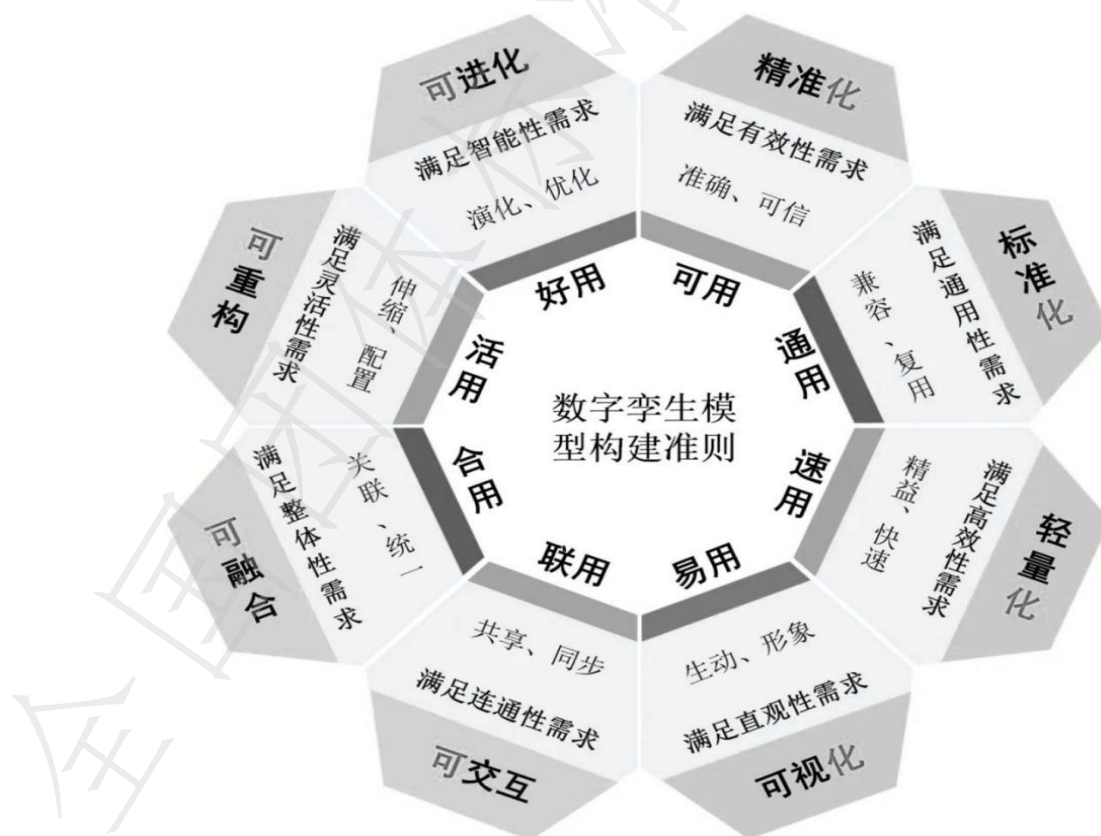 可进化
满足智能性需求
演化、优化
好用
精准化
满足有效性需求
准确、可信
可用
标准化
满足通用性需求
兼容、复用
通用
轻量化
满足高效性需求
精益、快速
速用
可视化
满足直观性需求
生动、形象
易用
可交互
满足连通性需求
共享、同步
联用
可融合
满足整体性需求
关联、统一
合用
可重构
满足灵活性需求
伸缩、配置
活用
数字孪生模
型构建准则
全国团体标准